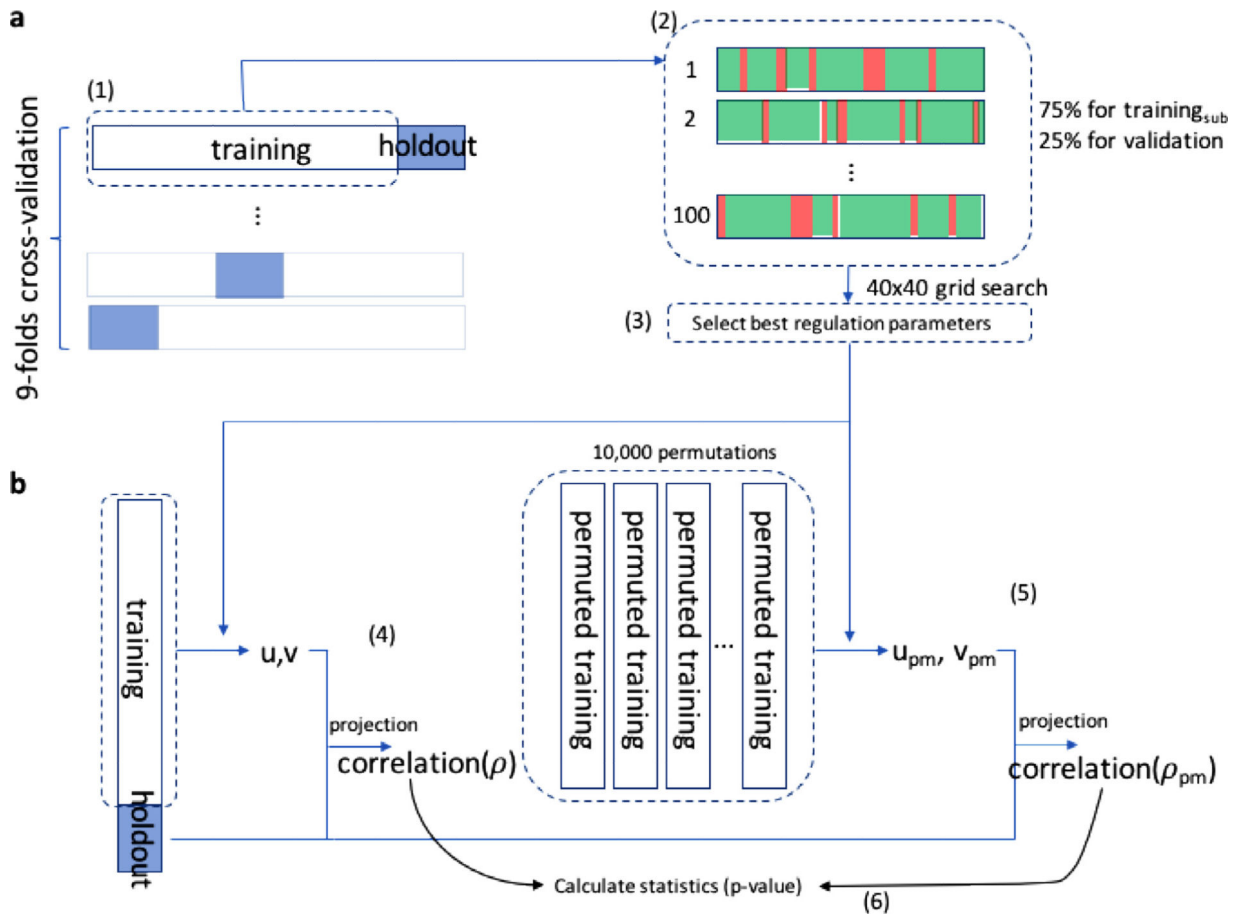 a
(1)
training
holdout
⋮
9-folds cross-validation
(2)
1
2
⋮
100
75% for training_sub
25% for validation
40x40 grid search
(3)
Select best regulation parameters
b
training
holdout
u,v
(4)
projection
correlation(ρ)
10,000 permutations
permuted training
permuted training
permuted training
...
permuted training
(5)
u_pm, v_pm
projection
correlation(ρ_pm)
Calculate statistics (p-value)
(6)